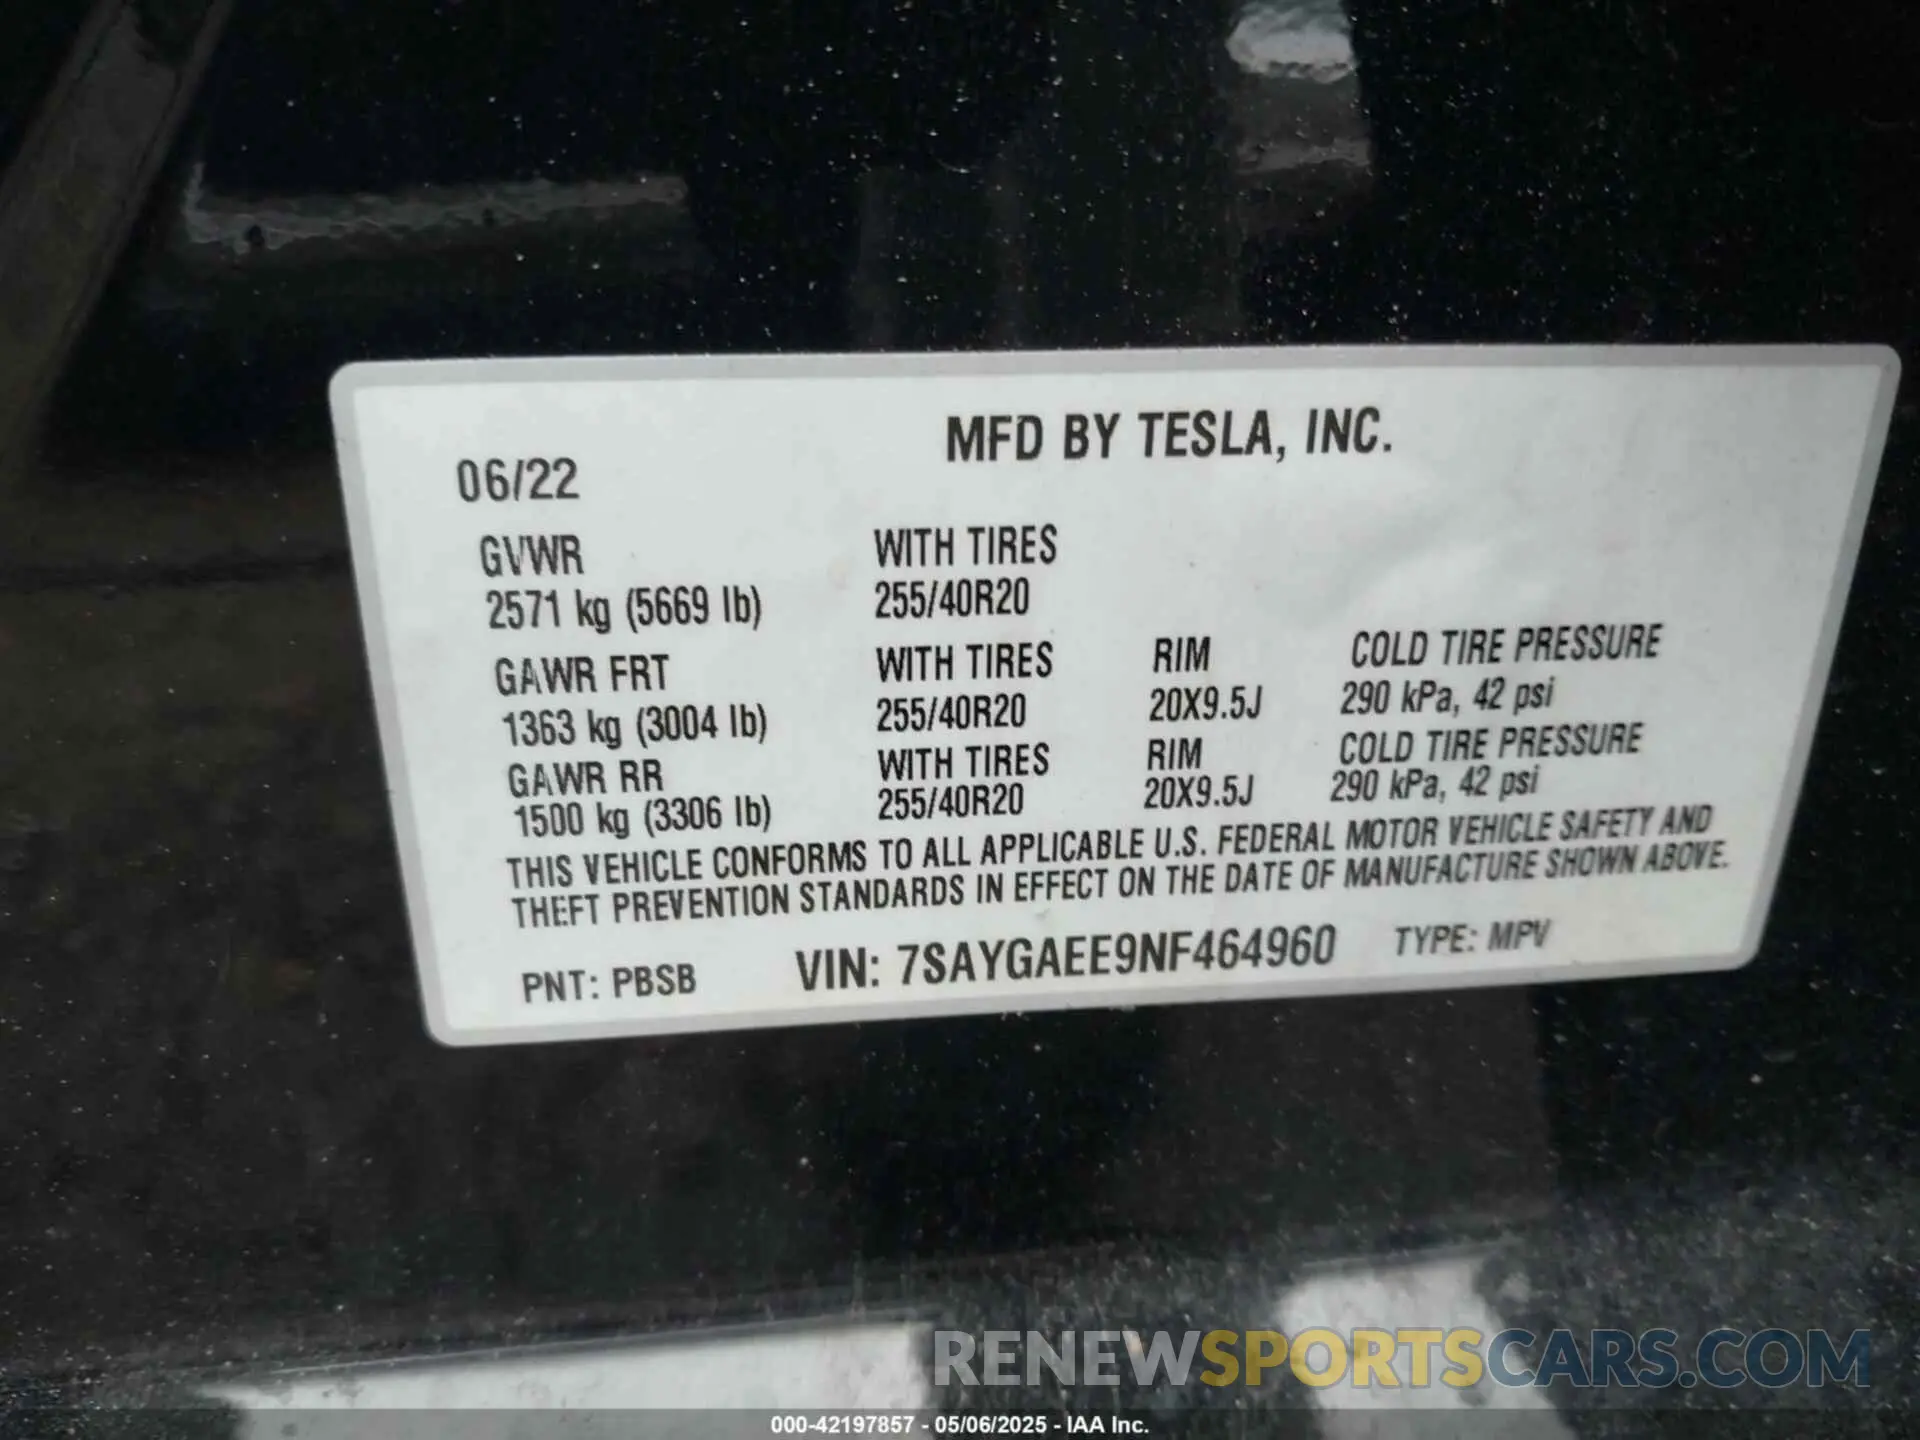 MFD BY TESLA, INC.
06/22
GVWR WITH TIRES
2571 kg (5669 lb) 255/40R20
GAWR FRT WITH TIRES RIM COLD TIRE PRESSURE
1363 kg (3004 lb) 255/40R20 20X9.5J 290 kPa, 42 psi
GAWR RR WITH TIRES RIM COLD TIRE PRESSURE
1500 kg (3306 lb) 255/40R20 20X9.5J 290 kPa, 42 psi
THIS VEHICLE CONFORMS TO ALL APPLICABLE U.S. FEDERAL MOTOR VEHICLE SAFETY AND
THEFT PREVENTION STANDARDS IN EFFECT ON THE DATE OF MANUFACTURE SHOWN ABOVE.
PNT: PBSB VIN: 7SAYGAEE9NF464960 TYPE: MPV
RENEWSPORTSCARS.COM
000-42197857 - 05/06/2025 - IAA Inc.